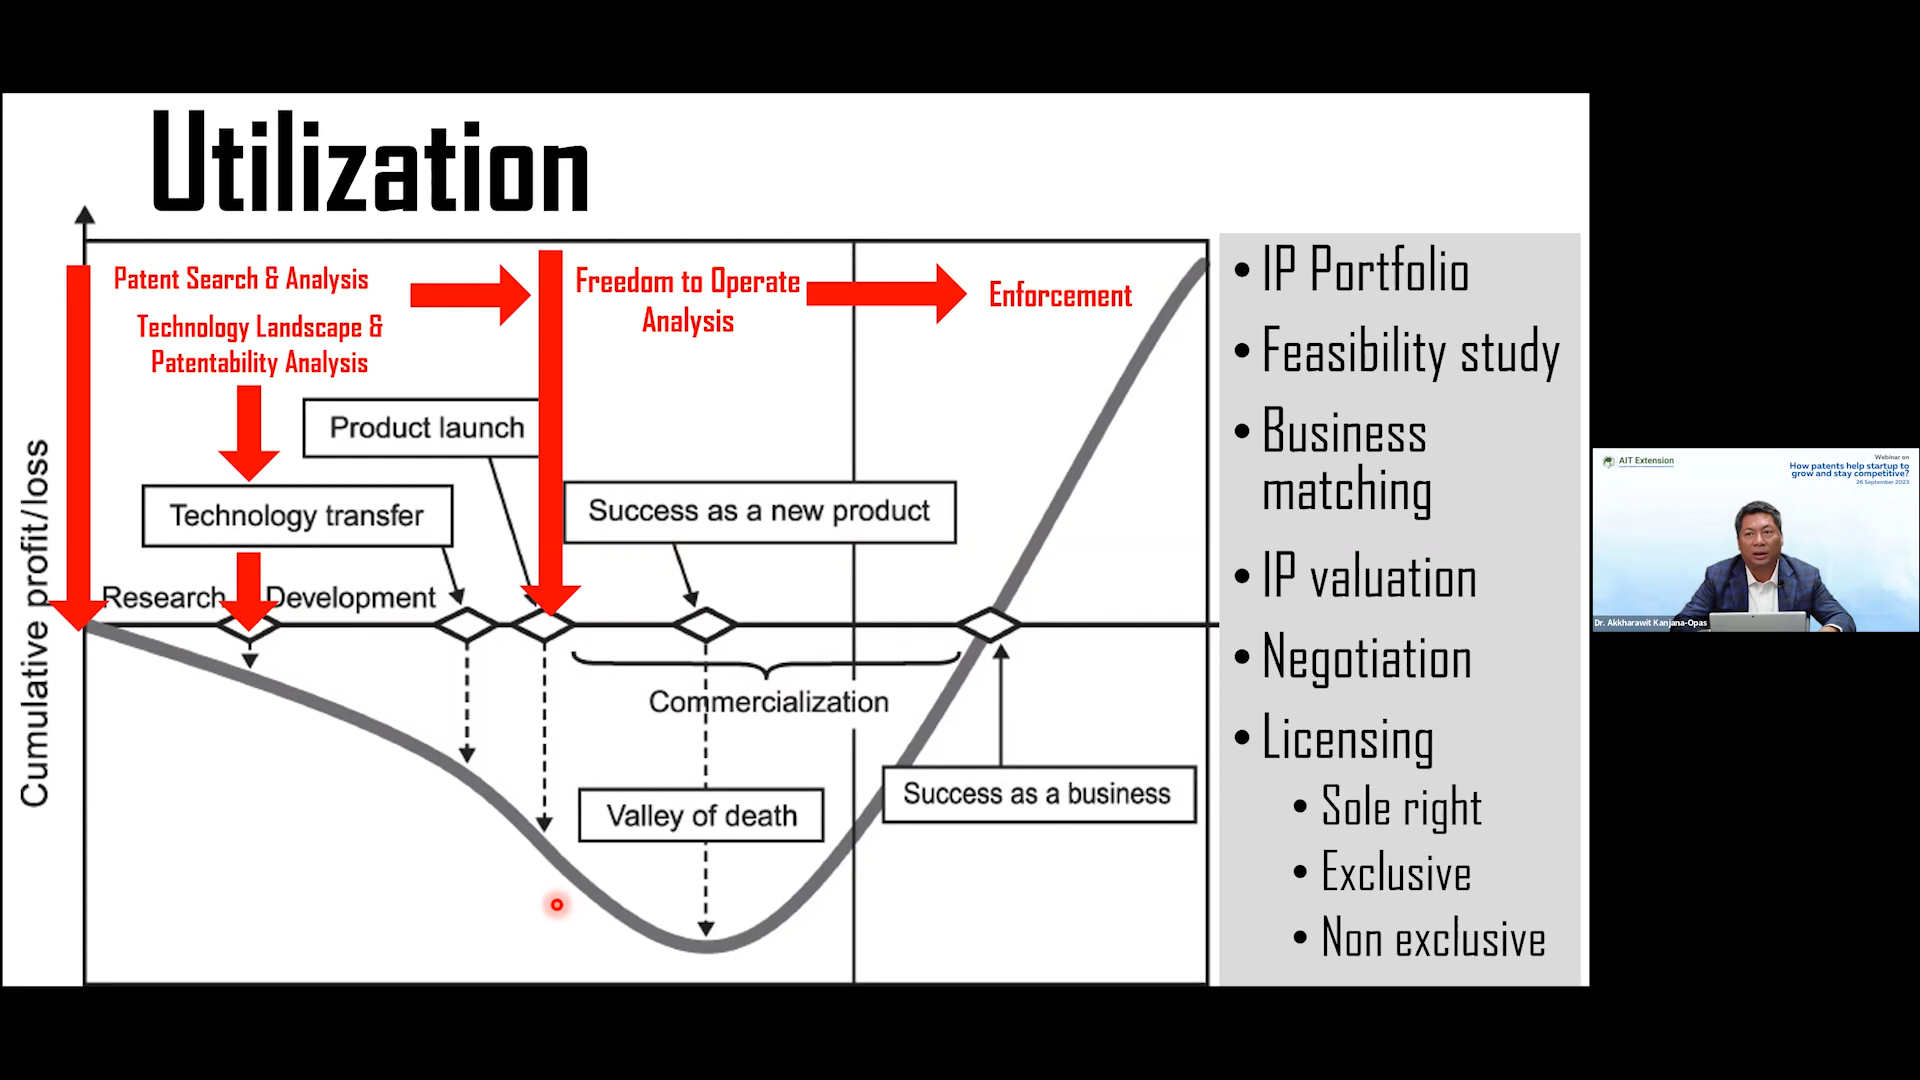 Utilization
Patent Search & Analysis
Technology Landscape &
Patentability Analysis
Freedom to Operate
Analysis
Enforcement
Product launch
Technology transfer
Success as a new product
Research
Development
Cumulative profit/loss
Commercialization
Valley of death
Success as a business
• IP Portfolio
• Feasibility study
• Business
matching
• IP valuation
• Negotiation
• Licensing
• Sole right
• Exclusive
• Non exclusive
AIT Extension
Webinar on
How patents help startup to
grow and stay competitive?
26 September 2023
Dr. Akkharawit Kanjana-Opas